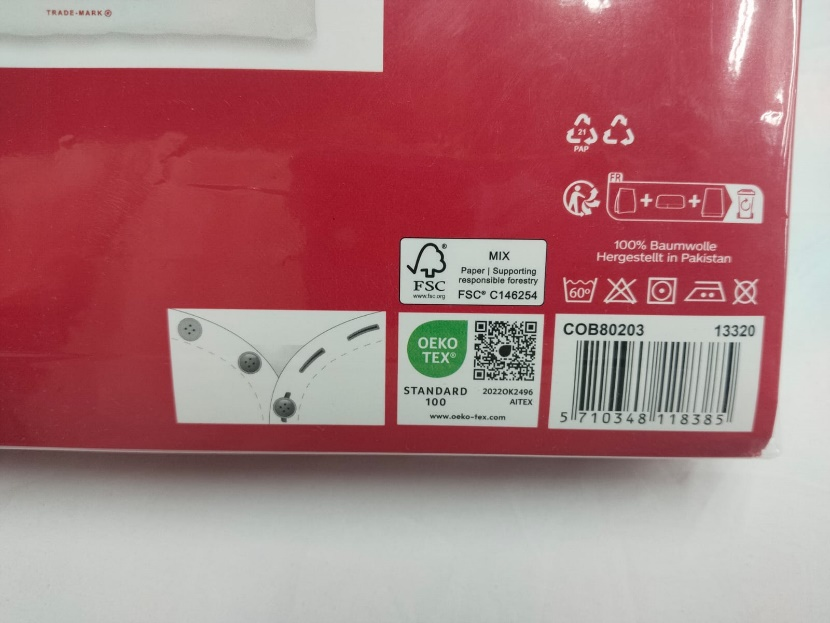 TRADE-MARK ®
21
PAP
FR
100% Baumwolle
Hergestellt in Pakistan
60°
FSC
www.fsc.org
MIX
Paper | Supporting
responsible forestry
FSC® C146254
OEKO
TEX®
STANDARD
100
2022OK2496
AITEX
www.oeko-tex.com
COB80203 13320
5 710348 118385